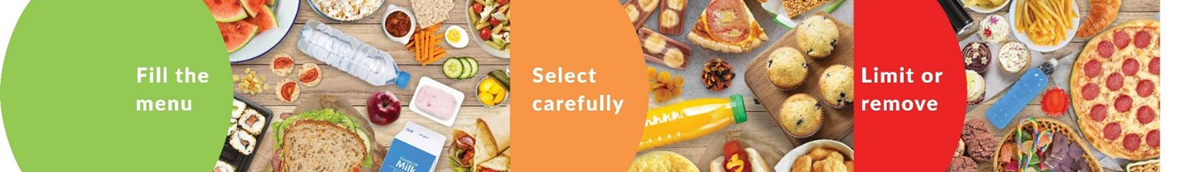 Fill the
menu
Select
carefully
Limit or
remove
Milk